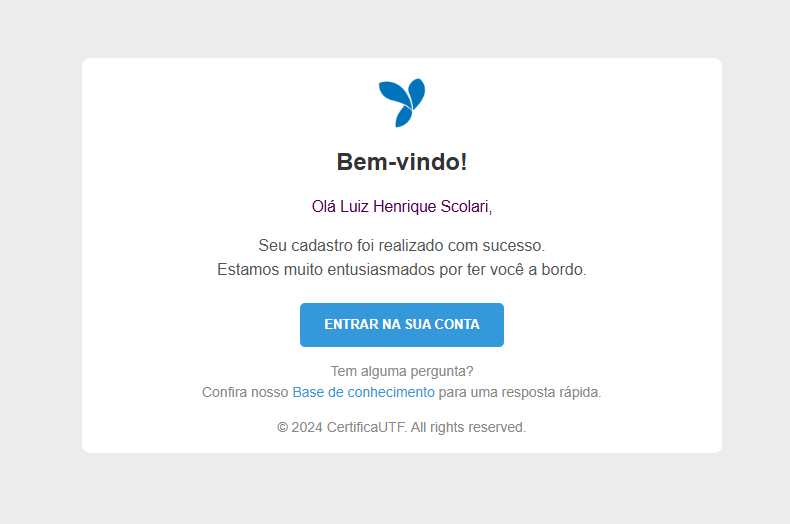 Bem-vindo!
Olá Luiz Henrique Scolari,
Seu cadastro foi realizado com sucesso.
Estamos muito entusiasmados por ter você a bordo.
ENTRAR NA SUA CONTA
Tem alguma pergunta?
Confira nosso Base de conhecimento para uma resposta rápida.
© 2024 CertificaUTF. All rights reserved.